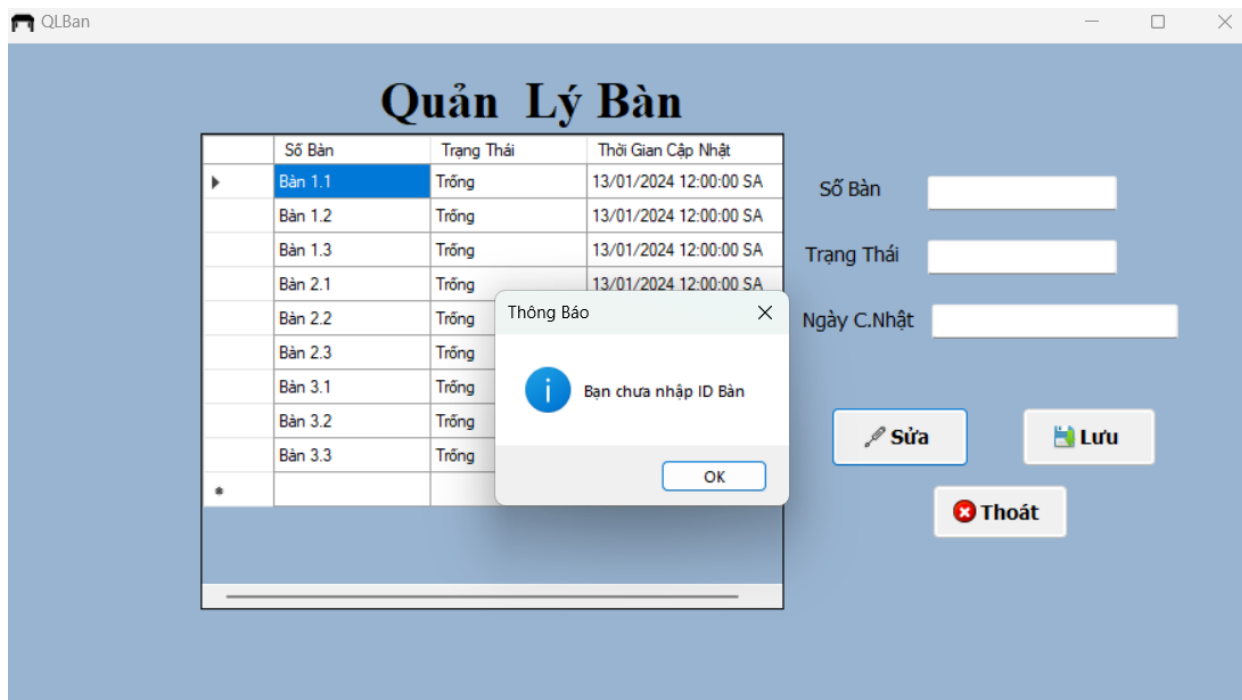 QLBan
Quản Lý Bàn
Số Bàn Trạng Thái Thời Gian Cập Nhật
Bàn 1.1 Trống 13/01/2024 12:00:00 SA
Bàn 1.2 Trống 13/01/2024 12:00:00 SA
Bàn 1.3 Trống 13/01/2024 12:00:00 SA
Bàn 2.1 Trống 13/01/2024 12:00:00 SA
Bàn 2.2 Trống
Bàn 2.3 Trống
Bàn 3.1 Trống
Bàn 3.2 Trống
Bàn 3.3 Trống
Thông Báo
Bạn chưa nhập ID Bàn
OK
Số Bàn
Trạng Thái
Ngày C.Nhật
Sửa
Lưu
Thoát